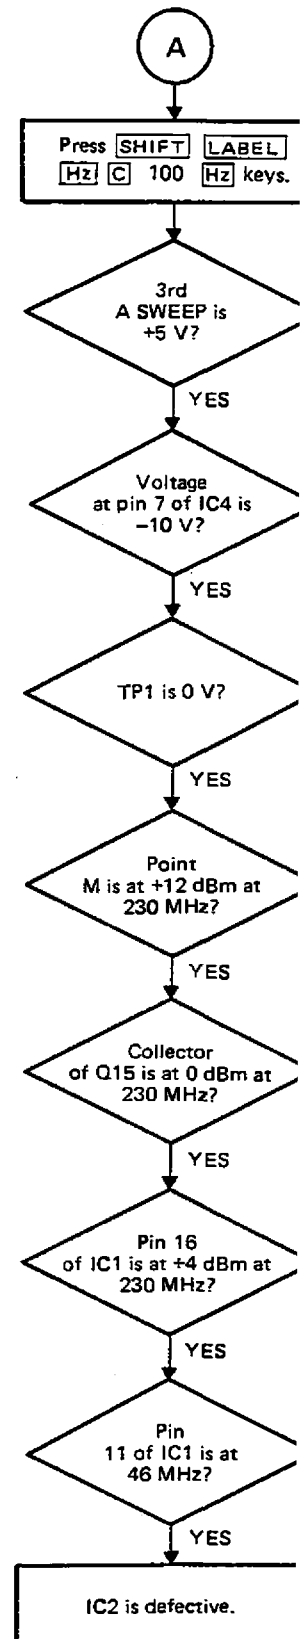 A
Press SHIFT LABEL
Hz C 100 Hz keys.
3rd
A SWEEP is
+5 V?
YES
Voltage
at pin 7 of IC4 is
−10 V?
YES
TP1 is 0 V?
YES
Point
M is at +12 dBm at
230 MHz?
YES
Collector
of Q15 is at 0 dBm at
230 MHz?
YES
Pin 16
of IC1 is at +4 dBm at
230 MHz?
YES
Pin
11 of IC1 is at
46 MHz?
YES
IC2 is defective.